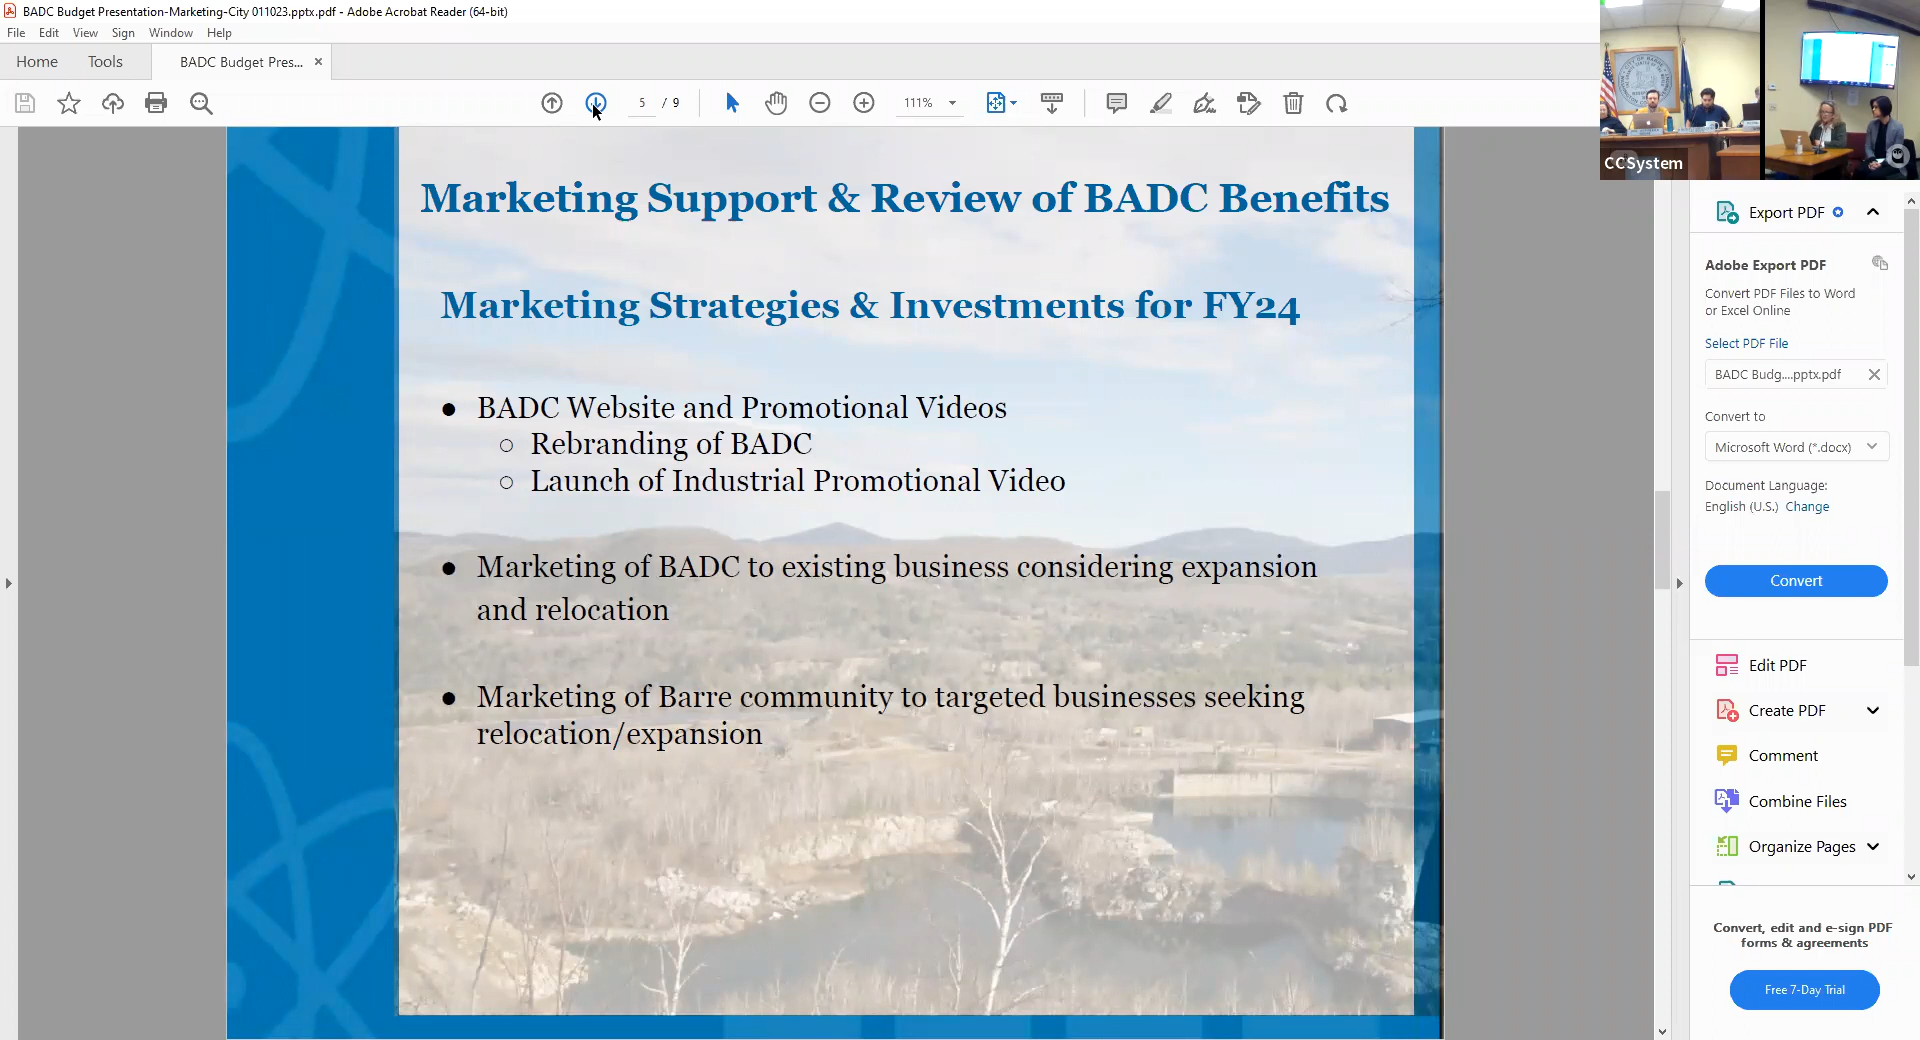 BADC Budget Presentation-Marketing-City 011023.pptx.pdf - Adobe Acrobat Reader (64-bit)
File Edit View Sign Window Help
Home Tools BADC Budget Pres... ×
5 / 9 111%
CCSystem
Marketing Support & Review of BADC Benefits
Marketing Strategies & Investments for FY24
● BADC Website and Promotional Videos
○ Rebranding of BADC
○ Launch of Industrial Promotional Video
● Marketing of BADC to existing business considering expansion
and relocation
● Marketing of Barre community to targeted businesses seeking
relocation/expansion
Export PDF
Adobe Export PDF
Convert PDF Files to Word
or Excel Online
Select PDF File
BADC Budg....pptx.pdf
Convert to
Microsoft Word (*.docx)
Document Language:
English (U.S.) Change
Convert
Edit PDF
Create PDF
Comment
Combine Files
Organize Pages
Convert, edit and e-sign PDF
forms & agreements
Free 7-Day Trial